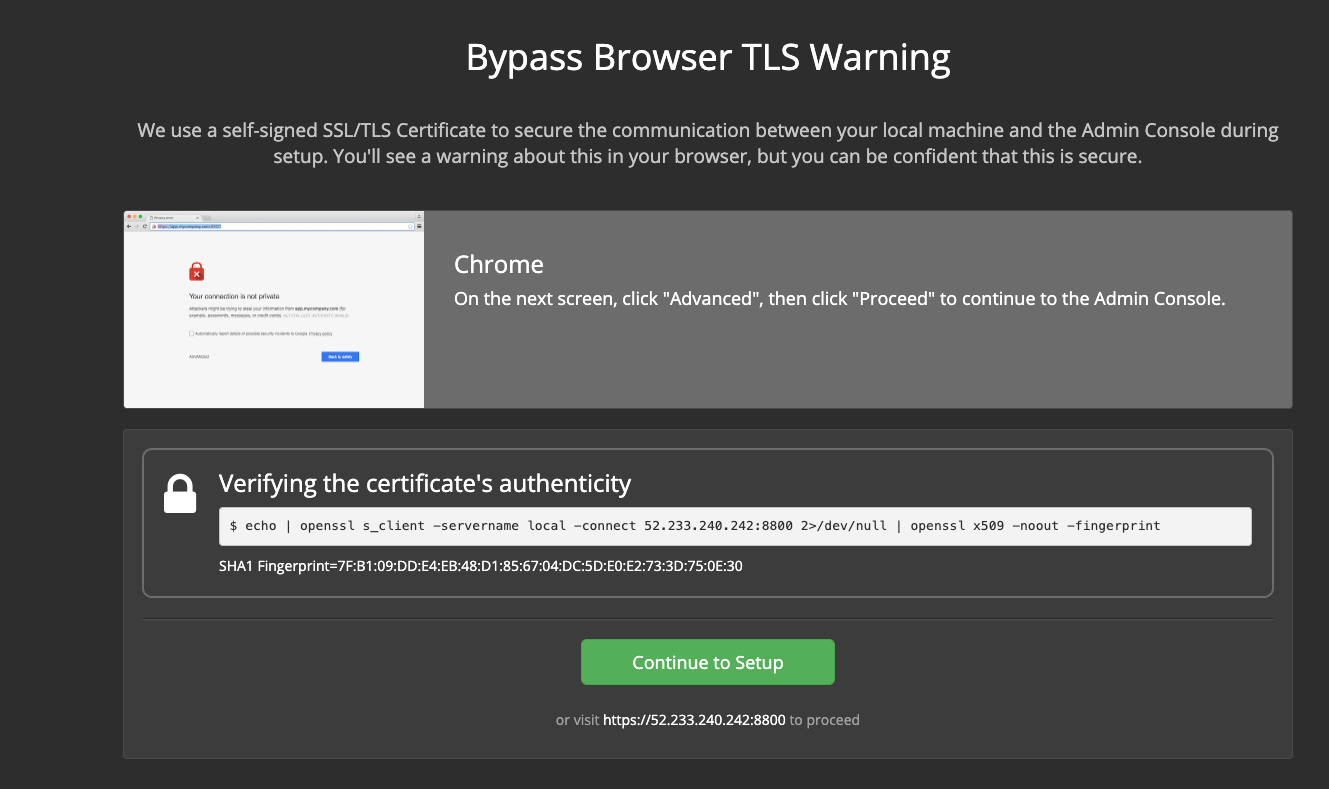 Bypass Browser TLS Warning
We use a self-signed SSL/TLS Certificate to secure the communication between your local machine and the Admin Console during
setup. You'll see a warning about this in your browser, but you can be confident that this is secure.
Privacy error
https://app.mycompany.com:8800
Your connection is not private
Attackers might be trying to steal your information from app.mycompany.com (for
example, passwords, messages, or credit cards).
Automatically report details of possible security incidents to Google. Privacy policy
ADVANCED
Back to safety
Chrome
On the next screen, click "Advanced", then click "Proceed" to continue to the Admin Console.
Verifying the certificate's authenticity
$ echo | openssl s_client -servername local -connect 52.233.240.242:8800 2>/dev/null | openssl x509 -noout -fingerprint
SHA1 Fingerprint=7F:B1:09:DD:E4:EB:48:D1:85:67:04:DC:5D:E0:E2:73:3D:75:0E:30
Continue to Setup
or visit https://52.233.240.242:8800 to proceed